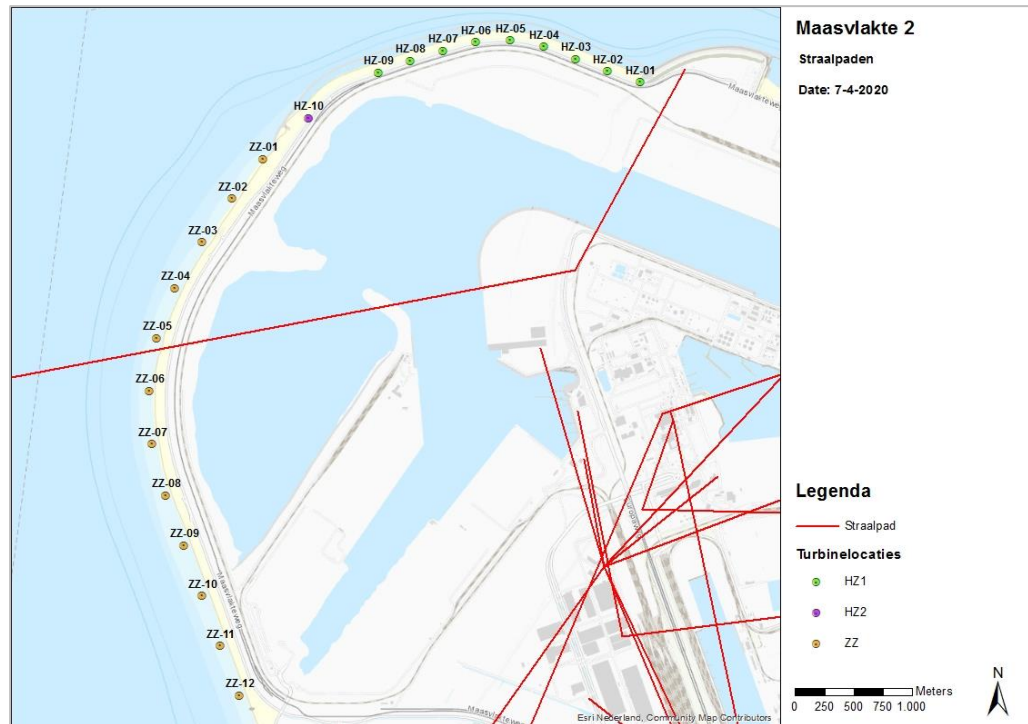 Maasvlakte 2
Straalpaden
Date: 7-4-2020
HZ-05
HZ-06
HZ-04
HZ-07
HZ-03
HZ-08
HZ-02
HZ-09
HZ-01
Maasvlakteweg
HZ-10
ZZ-01
Maasvlakteweg
ZZ-02
ZZ-03
ZZ-04
ZZ-05
ZZ-06
ZZ-07
ZZ-08
ZZ-09
ZZ-10
Maasvlakteweg
ZZ-11
ZZ-12
Maasvlakteweg
Esri Nederland, Community Map Contributors
Legenda
Straalpad
Turbinelocaties
HZ1
HZ2
ZZ
N
Meters
0 250 500 750 1.000